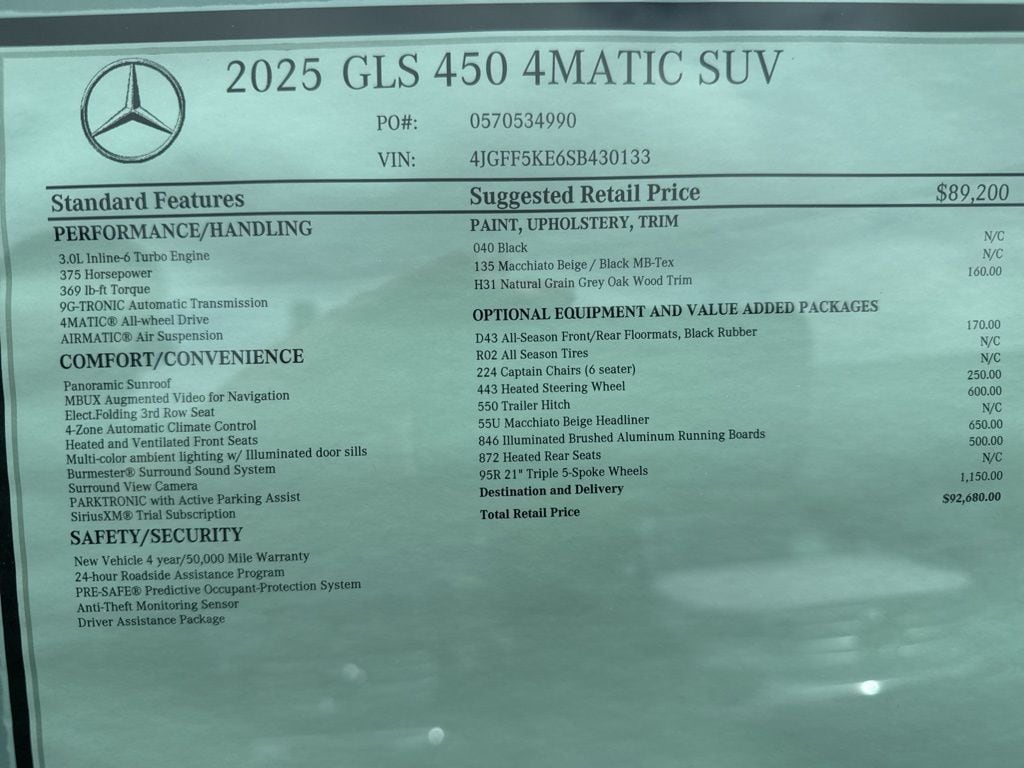 2025 GLS 450 4MATIC SUV
PO#: 0570534990
VIN: 4JGFF5KE6SB430133
Standard Features
Suggested Retail Price $89,200
PERFORMANCE/HANDLING
3.0L Inline-6 Turbo Engine
375 Horsepower
369 lb-ft Torque
9G-TRONIC Automatic Transmission
4MATIC® All-wheel Drive
AIRMATIC® Air Suspension
COMFORT/CONVENIENCE
Panoramic Sunroof
MBUX Augmented Video for Navigation
Elect.Folding 3rd Row Seat
4-Zone Automatic Climate Control
Heated and Ventilated Front Seats
Multi-color ambient lighting w/ Illuminated door sills
Burmester® Surround Sound System
Surround View Camera
PARKTRONIC with Active Parking Assist
SiriusXM® Trial Subscription
SAFETY/SECURITY
New Vehicle 4 year/50,000 Mile Warranty
24-hour Roadside Assistance Program
PRE-SAFE® Predictive Occupant-Protection System
Anti-Theft Monitoring Sensor
Driver Assistance Package
PAINT, UPHOLSTERY, TRIM
040 Black N/C
135 Macchiato Beige / Black MB-Tex N/C
H31 Natural Grain Grey Oak Wood Trim 160.00
OPTIONAL EQUIPMENT AND VALUE ADDED PACKAGES
D43 All-Season Front/Rear Floormats, Black Rubber 170.00
R02 All Season Tires N/C
224 Captain Chairs (6 seater) N/C
443 Heated Steering Wheel 250.00
550 Trailer Hitch 600.00
55U Macchiato Beige Headliner N/C
846 Illuminated Brushed Aluminum Running Boards 650.00
872 Heated Rear Seats 500.00
95R 21" Triple 5-Spoke Wheels N/C
Destination and Delivery 1,150.00
Total Retail Price $92,680.00